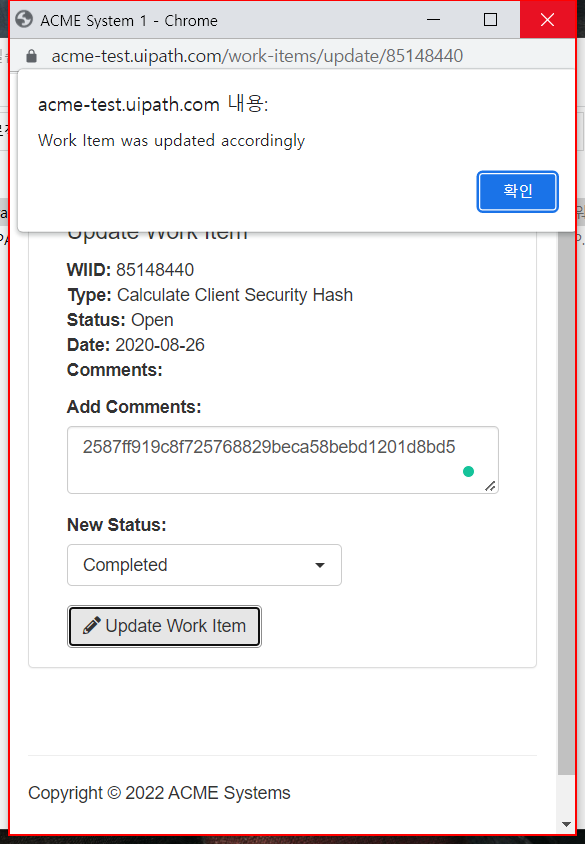 ACME System 1 - Chrome
acme-test.uipath.com/work-items/update/85148440
acme-test.uipath.com 내용:
Work Item was updated accordingly
확인
Update Work Item
WIID: 85148440
Type: Calculate Client Security Hash
Status: Open
Date: 2020-08-26
Comments:
Add Comments:
2587ff919c8f725768829beca58bebd1201d8bd5
New Status:
Completed
Update Work Item
Copyright © 2022 ACME Systems